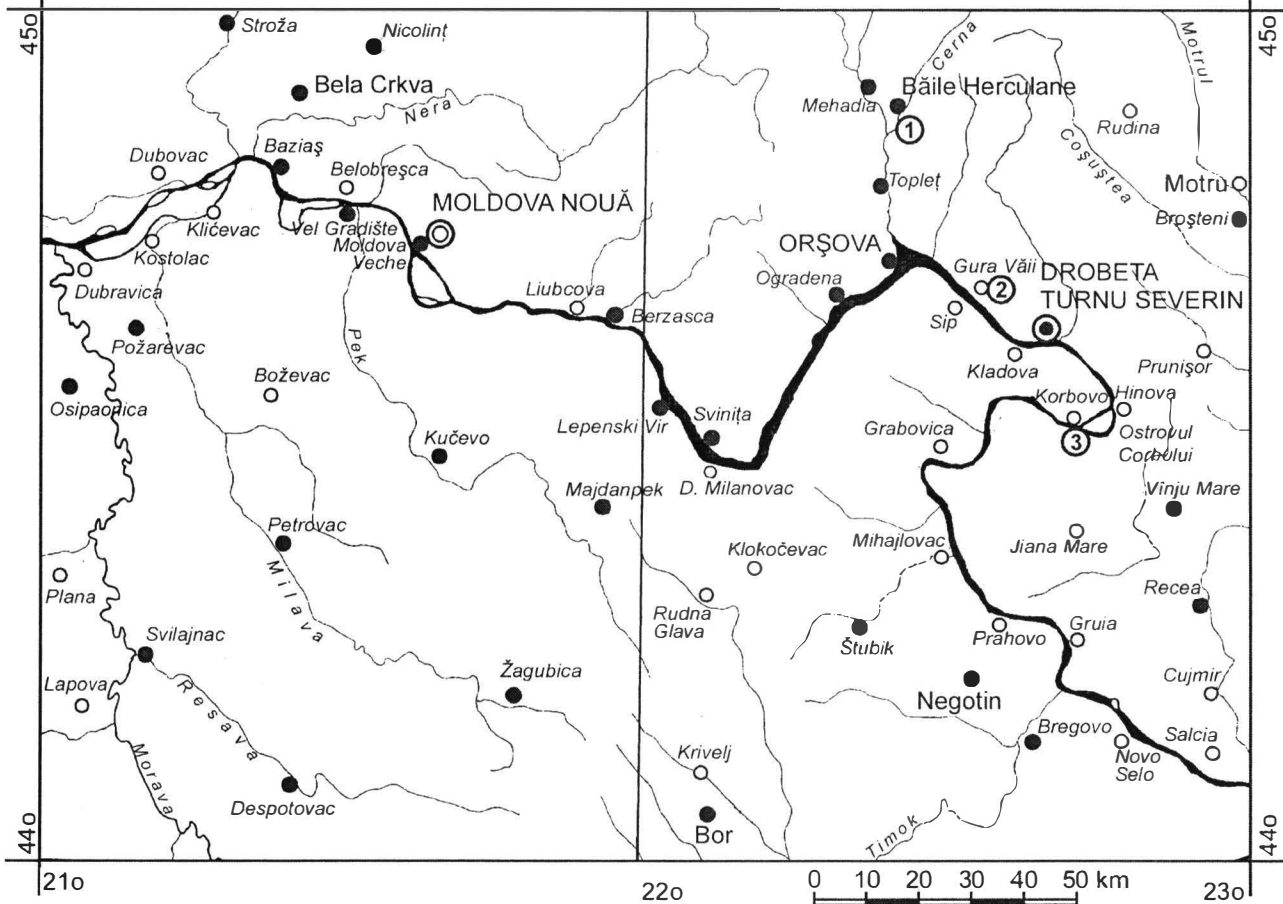 45o
45o
Stroža
Nicolinț
Bela Crkva
Nera
Cerna
Motrul
Mehadia
Băile Herculane
1
Rudina
Coşuştea
Dubovac
Baziaş
Belobreşca
Topleț
Motru
MOLDOVA NOUĂ
Broşteni
Kličevac
Vel Gradište
Moldova
Veche
Kostolac
ORŞOVA
Gura Văii
2
DROBETA
TURNU SEVERIN
Dubravica
Ogradena
Liubcova
Berzasca
Sip
Požarevac
Pek
Kladova
Prunişor
Boževac
Osipaonica
Korbovo
Hinova
Lepenski Vir
Svinița
Grabovica
3
Ostrovul
Corbului
Kučevo
D. Milanovac
Majdanpek
Vînju Mare
Petrovac
Klokočevac
Mihajlovac
Jiana Mare
Milava
Plana
Rudna
Glava
Recea
Svilajnac
Štubik
Prahovo
Gruia
Lapova
Resava
Žagubica
Negotin
Cujmir
Bregovo
Morava
Krivelj
Novo
Selo
Salcia
Despotovac
Bor
Timok
44o
44o
21o
22o
0 10 20 30 40 50 km
23o